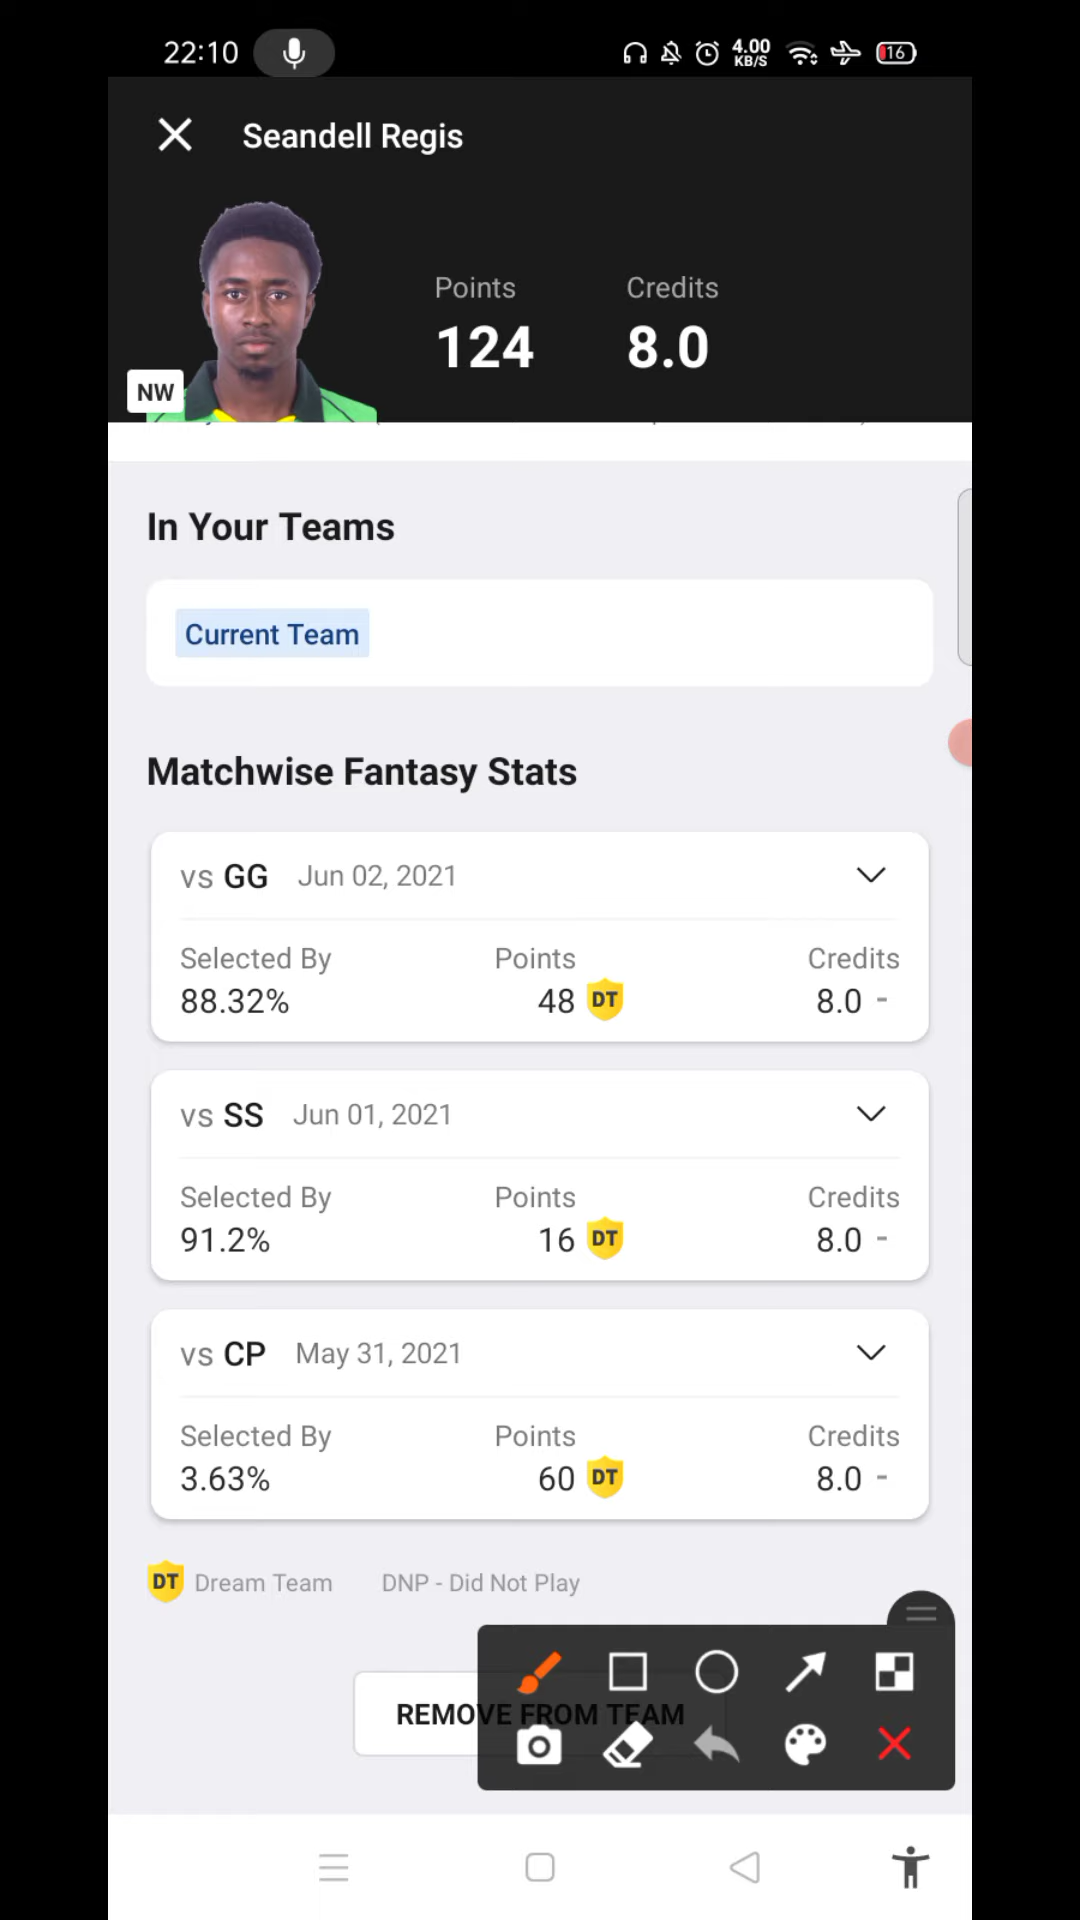 22:10
4.00
KB/S
16
Seandell Regis
Points
Credits
124
8.0
NW
In Your Teams
Current Team
Matchwise Fantasy Stats
vs GG Jun 02, 2021
Selected By Points Credits
88.32% 48 DT 8.0 -
vs SS Jun 01, 2021
Selected By Points Credits
91.2% 16 DT 8.0 -
vs CP May 31, 2021
Selected By Points Credits
3.63% 60 DT 8.0 -
DT Dream Team DNP - Did Not Play
REMOVE FROM TEAM